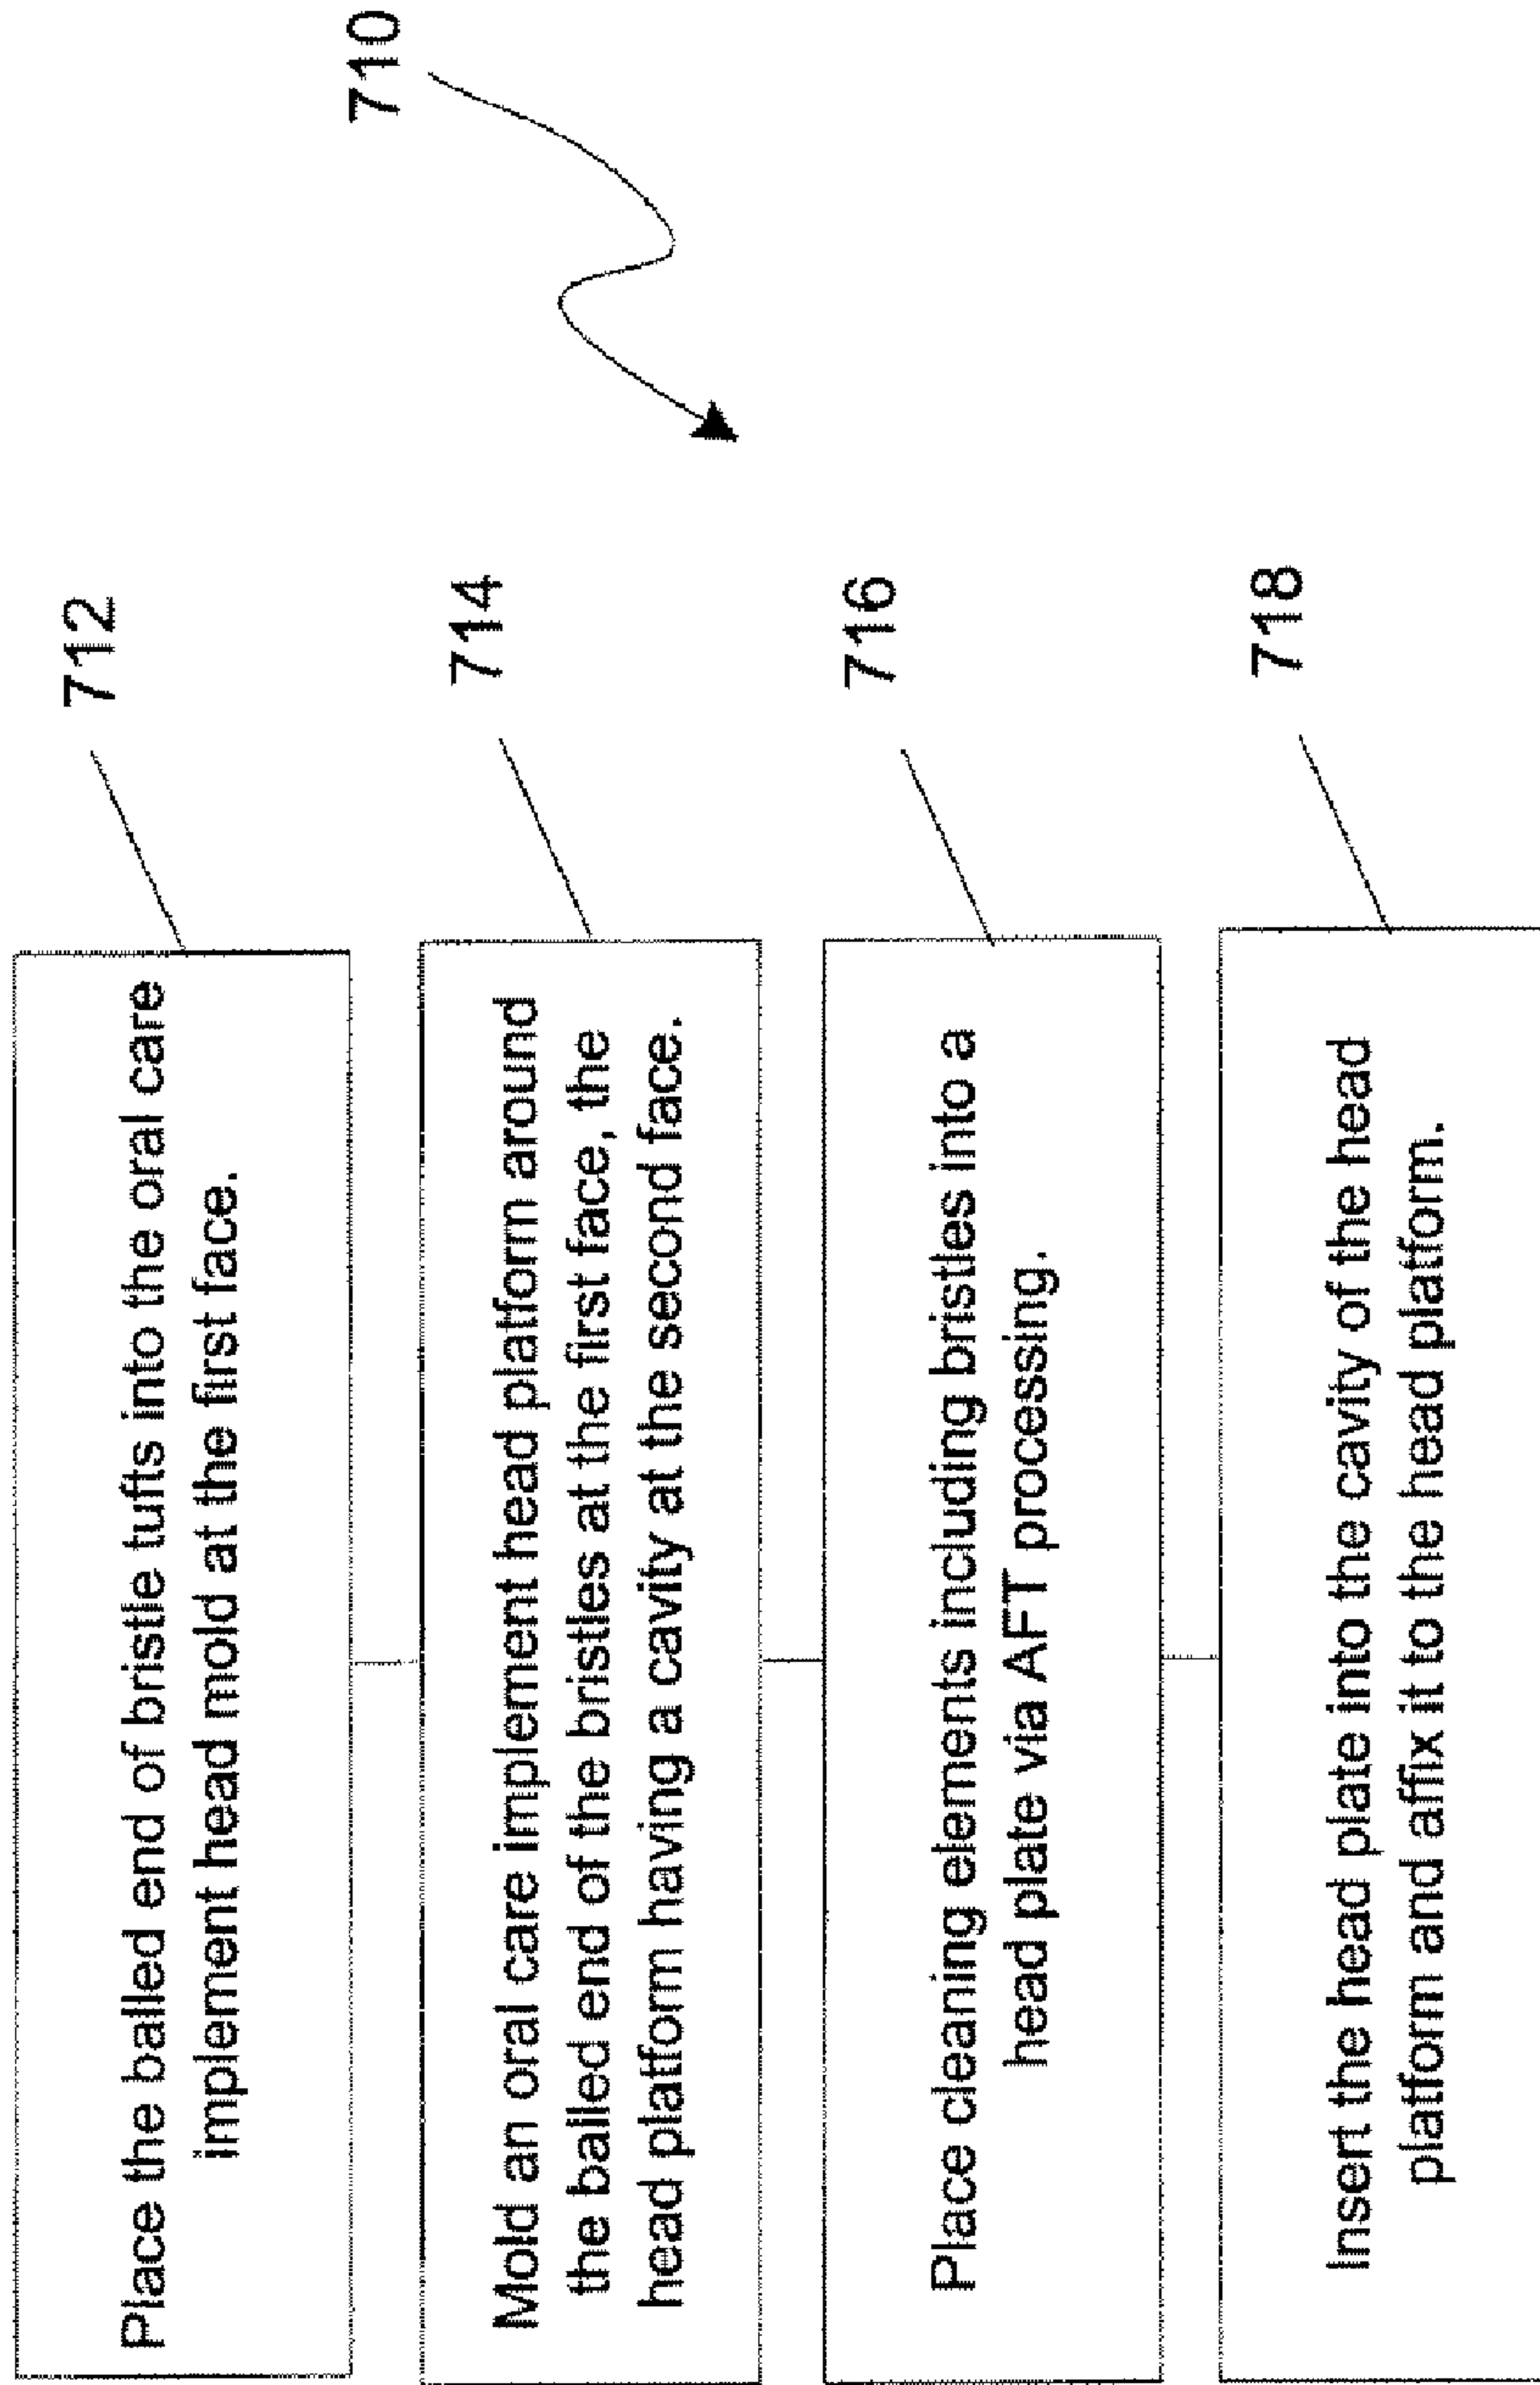 710
Place the balled end of bristle tufts into the oral care
implement head mold at the first face.
712
Mold an oral care implement head platform around
the balled end of the bristles at the first face, the
head platform having a cavity at the second face.
714
Place cleaning elements including bristles into a
head plate via AFT processing.
716
Insert the head plate into the cavity of the head
platform and affix it to the head platform.
718